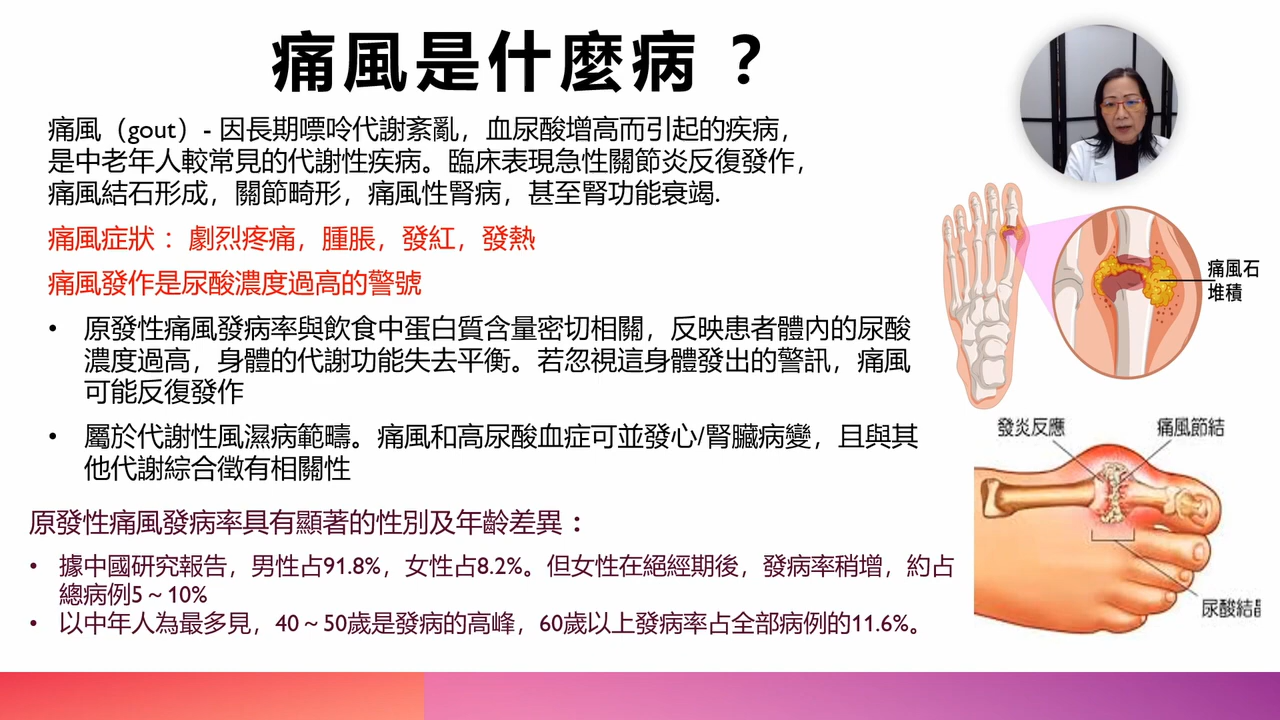 痛風是什麼病 ？
痛風（gout）- 因長期嘌呤代謝紊亂，血尿酸增高而引起的疾病，
是中老年人較常見的代謝性疾病。臨床表現急性關節炎反復發作，
痛風結石形成，關節畸形，痛風性腎病，甚至腎功能衰竭.
痛風症狀： 劇烈疼痛，腫脹，發紅，發熱
痛風發作是尿酸濃度過高的警號
• 原發性痛風發病率與飲食中蛋白質含量密切相關，反映患者體內的尿酸
濃度過高，身體的代謝功能失去平衡。若忽視這身體發出的警訊，痛風
可能反復發作
• 屬於代謝性風濕病範疇。痛風和高尿酸血症可並發心/腎臟病變，且與其
他代謝綜合徵有相關性
原發性痛風發病率具有顯著的性別及年齡差異：
• 據中國研究報告，男性占91.8%，女性占8.2%。但女性在絕經期後，發病率稍增，約占
總病例5～10%
• 以中年人為最多見，40～50歲是發病的高峰，60歲以上發病率占全部病例的11.6%。
痛風石
堆積
發炎反應
痛風節結
尿酸結